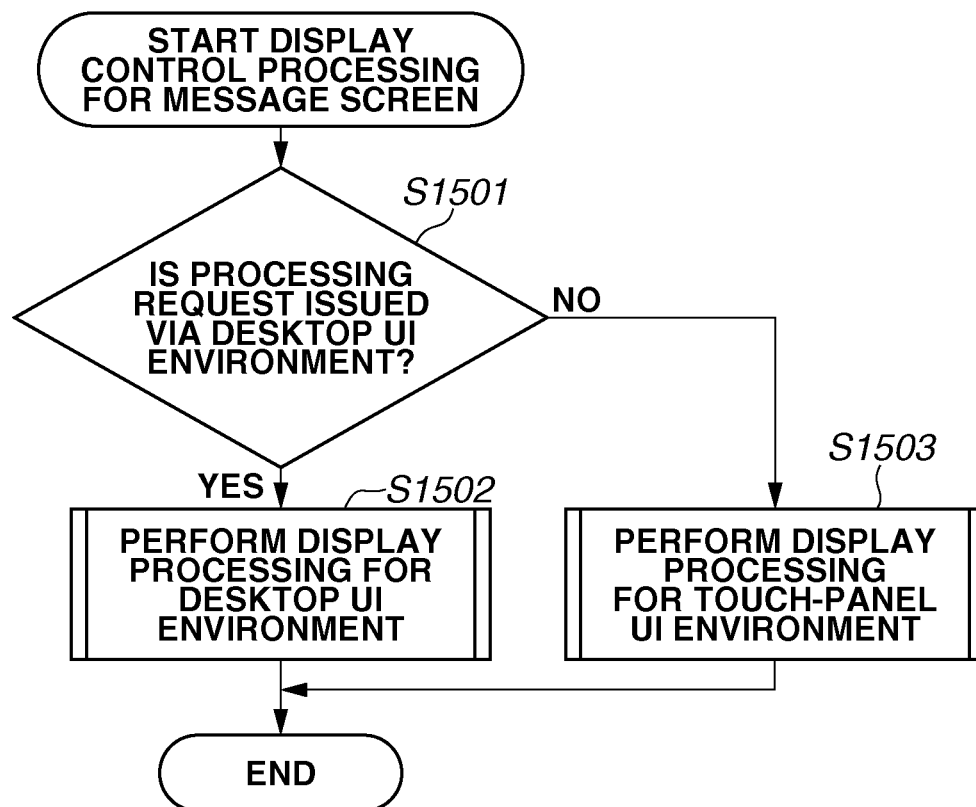 START DISPLAY
CONTROL PROCESSING
FOR MESSAGE SCREEN
S1501
IS PROCESSING
REQUEST ISSUED
VIA DESKTOP UI
ENVIRONMENT?
NO
YES
S1502
S1503
PERFORM DISPLAY
PROCESSING FOR
DESKTOP UI
ENVIRONMENT
PERFORM DISPLAY
PROCESSING
FOR TOUCH-PANEL
UI ENVIRONMENT
END